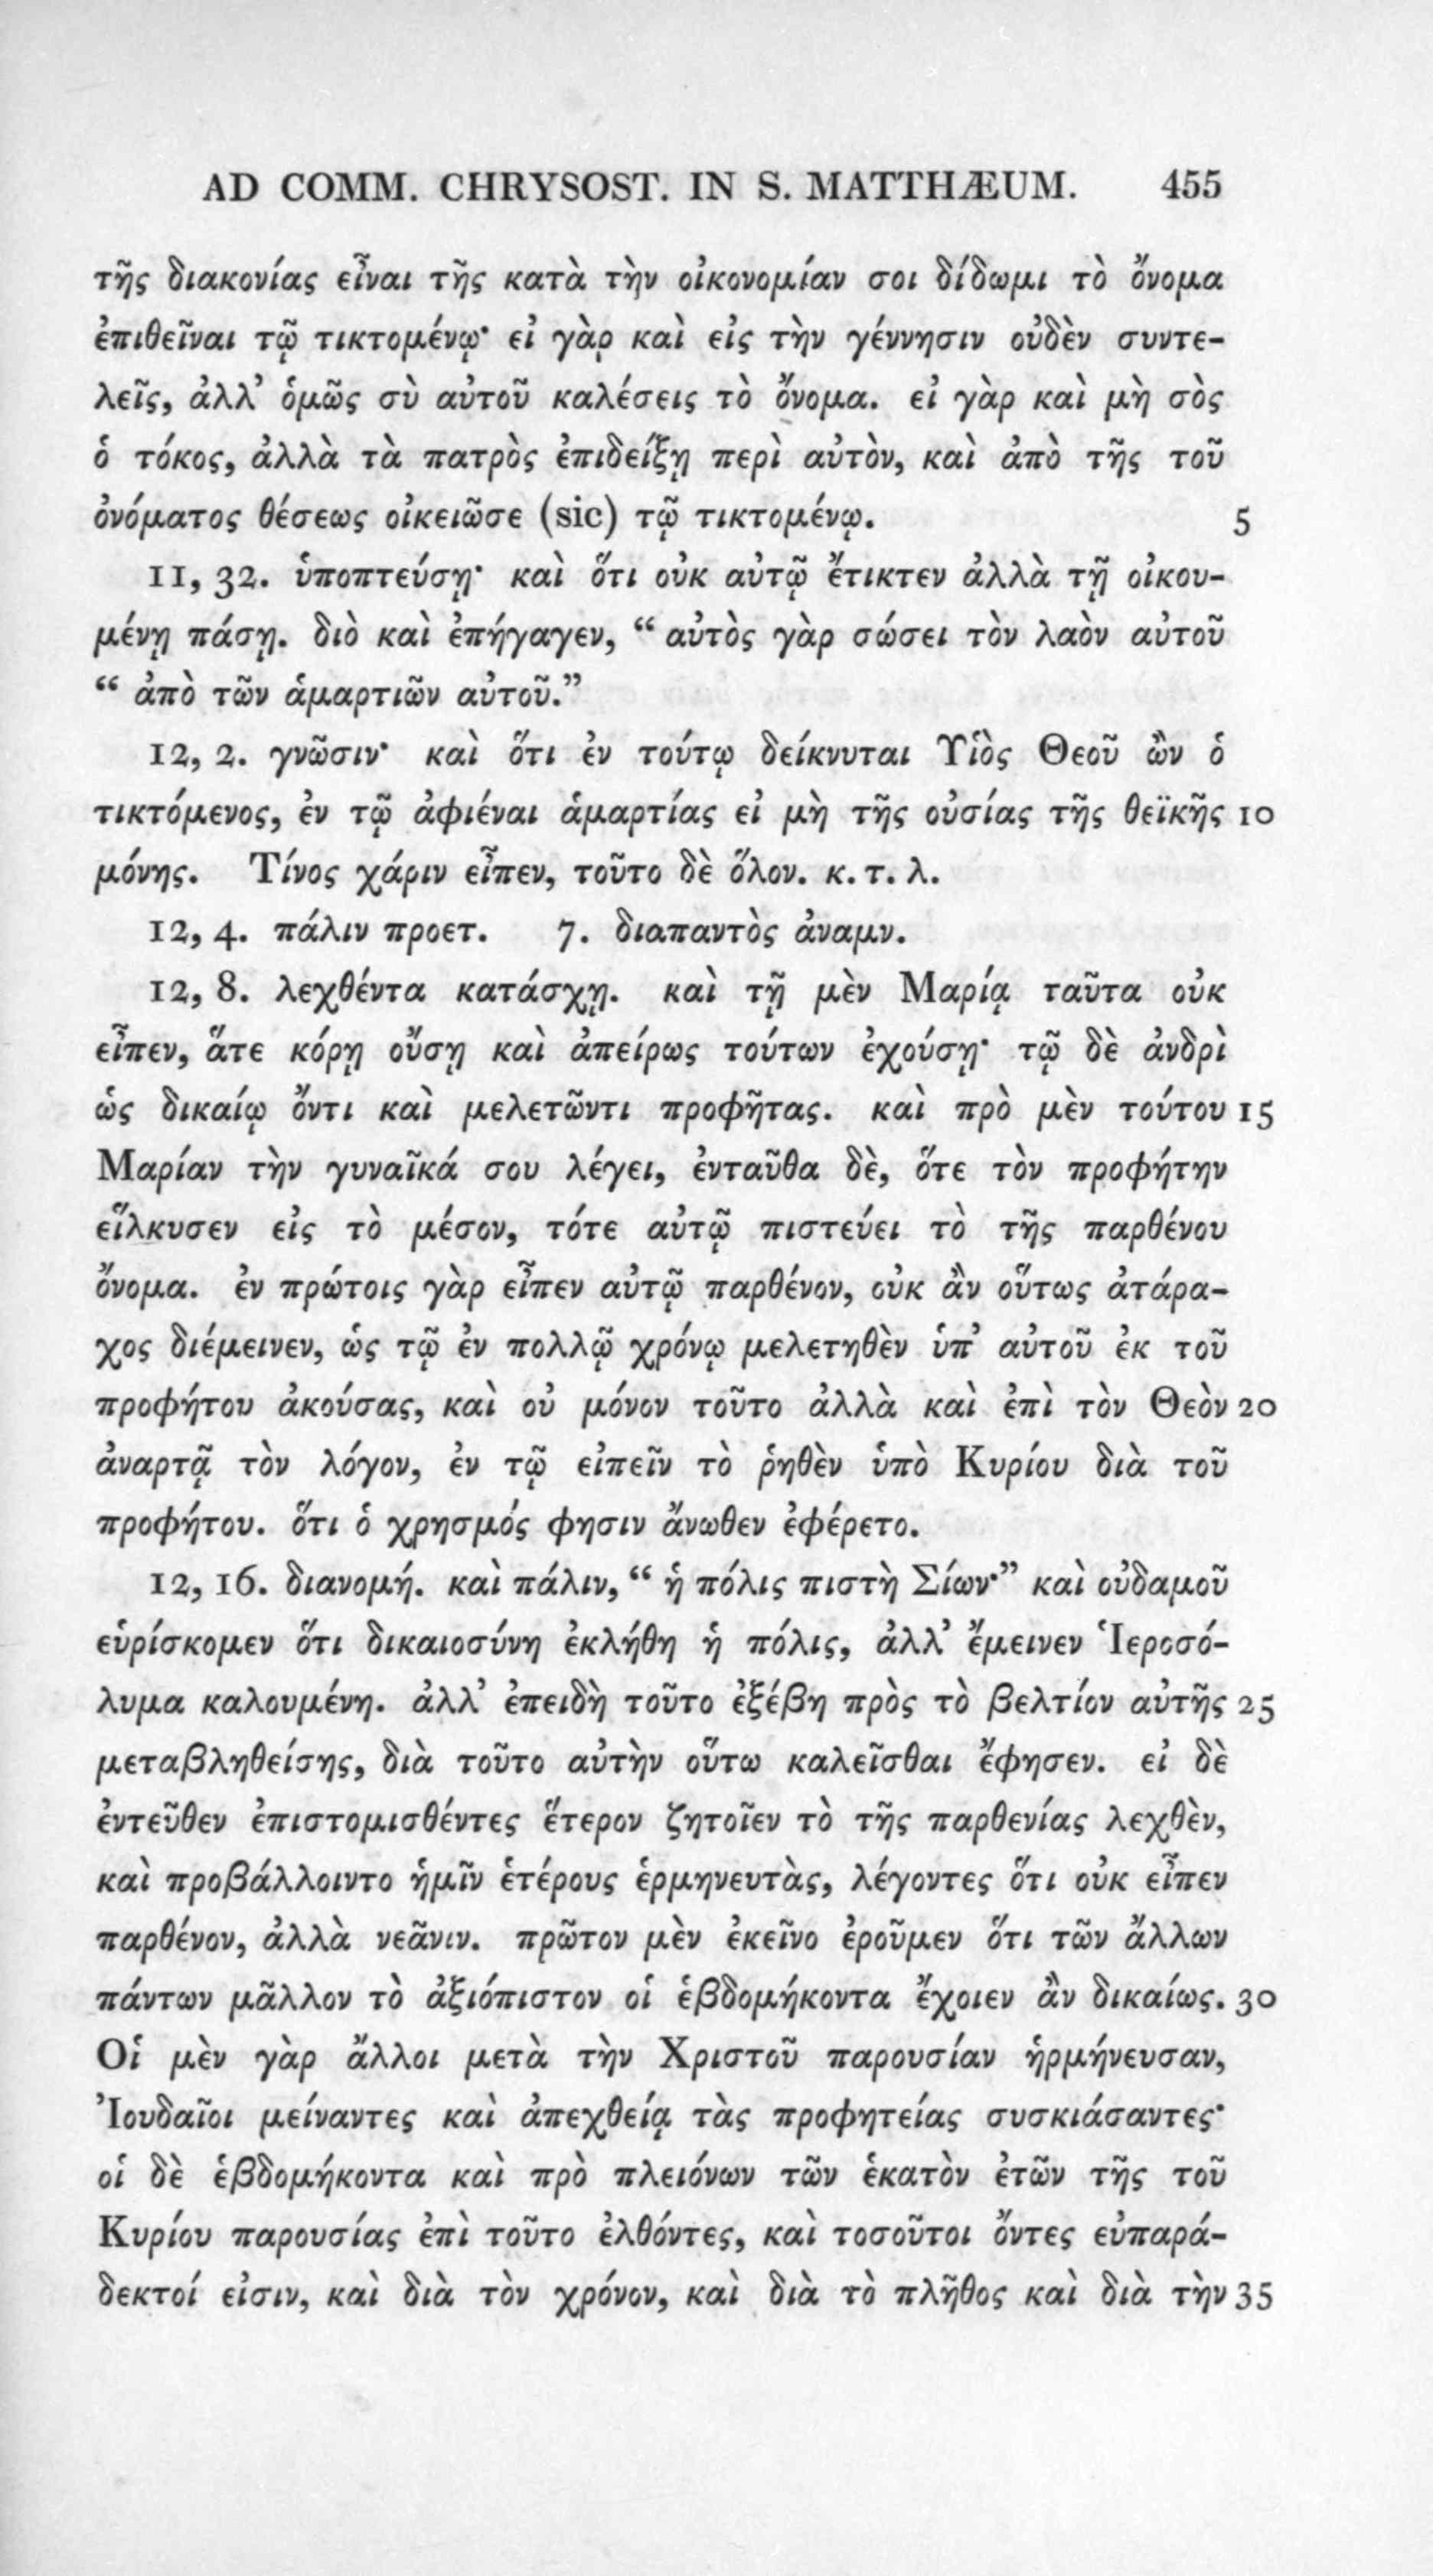 AD COMM. CHRYSOST. IN S. MATTHÆUM. 455
τῆς διακονίας εἶναι τῆς κατὰ τὴν οἰκονομίαν σοι δίδωμι τὸ ὄνομα
ἐπιθεῖναι τῷ τικτομένῳ· εἰ γὰρ καὶ εἰς τὴν γέννησιν οὐδὲν συντε-
λεῖς, ἀλλ’ ὁμῶς σὺ αὐτοῦ καλέσεις τὸ ὄνομα. εἰ γὰρ καὶ μὴ σὸς
ὁ τόκος, ἀλλὰ τὰ πατρὸς ἐπιδείξῃ περὶ αὐτὸν, καὶ ἀπὸ τῆς τοῦ
ὀνόματος θέσεως οἰκειῶσε (sic) τῷ τικτομένῳ. 5
11, 32. ὑποπτεύσῃ· καὶ ὅτι οὐκ αὐτῷ ἔτικτεν ἀλλὰ τῇ οἰκου-
μένῃ πάσῃ. διὸ καὶ ἐπήγαγεν, “ αὐτὸς γὰρ σώσει τὸν λαὸν αὐτοῦ
“ ἀπὸ τῶν ἁμαρτιῶν αὐτοῦ.”
12, 2. γνῶσιν· καὶ ὅτι ἐν τούτῳ δείκνυται Υἱὸς Θεοῦ ὢν ὁ
τικτόμενος, ἐν τῷ ἀφιέναι ἁμαρτίας εἰ μὴ τῆς οὐσίας τῆς θεϊκῆς 10
μόνης. Τίνος χάριν εἶπεν, τοῦτο δὲ ὅλον. κ. τ. λ.
12, 4. πάλιν προετ. 7. διαπαντὸς ἀναμν.
12, 8. λεχθέντα κατάσχῃ. καὶ τῇ μὲν Μαρίᾳ ταῦτα οὐκ
εἶπεν, ἅτε κόρῃ οὔσῃ καὶ ἀπείρως τούτων ἐχούσῃ· τῷ δὲ ἀνδρὶ
ὡς δικαίῳ ὄντι καὶ μελετῶντι προφῆτας. καὶ πρὸ μὲν τούτου 15
Μαρίαν τὴν γυναῖκά σου λέγει, ἐνταῦθα δὲ, ὅτε τὸν προφήτην
εἵλκυσεν εἰς τὸ μέσον, τότε αὐτῷ πιστεύει τὸ τῆς παρθένου
ὄνομα. ἐν πρώτοις γὰρ εἶπεν αὐτῷ παρθένον, οὐκ ἂν οὕτως ἀτάρα-
χος διέμεινεν, ὡς τῷ ἐν πολλῷ χρόνῳ μελετηθὲν ὑπ’ αὐτοῦ ἐκ τοῦ
προφήτου ἀκούσας, καὶ οὐ μόνον τοῦτο ἀλλὰ καὶ ἐπὶ τὸν Θεὸν 20
ἀναρτᾷ τὸν λόγον, ἐν τῷ εἰπεῖν τὸ ῥηθὲν ὑπὸ Κυρίου διὰ τοῦ
προφήτου. ὅτι ὁ χρησμός φησιν ἄνωθεν ἐφέρετο.
12, 16. διανομή. καὶ πάλιν, “ ἡ πόλις πιστὴ Σίων·” καὶ οὐδαμοῦ
εὑρίσκομεν ὅτι δικαιοσύνη ἐκλήθη ἡ πόλις, ἀλλ’ ἔμεινεν Ἱεροσό-
λυμα καλουμένη. ἀλλ’ ἐπειδὴ τοῦτο ἐξέβη πρὸς τὸ βελτίον αὐτῆς 25
μεταβληθείσης, διὰ τοῦτο αὐτὴν οὕτω καλεῖσθαι ἔφησεν. εἰ δὲ
ἐντεῦθεν ἐπιστομισθέντες ἕτερον ζητοῖεν τὸ τῆς παρθενίας λεχθὲν,
καὶ προβάλλοιντο ἡμῖν ἑτέρους ἑρμηνευτὰς, λέγοντες ὅτι οὐκ εἶπεν
παρθένον, ἀλλὰ νεᾶνιν. πρῶτον μὲν ἐκεῖνο ἐροῦμεν ὅτι τῶν ἄλλων
πάντων μᾶλλον τὸ ἀξιόπιστον οἱ ἑβδομήκοντα ἔχοιεν ἂν δικαίως. 30
Οἱ μὲν γὰρ ἄλλοι μετὰ τὴν Χριστοῦ παρουσίαν ἡρμήνευσαν,
Ἰουδαῖοι μείναντες καὶ ἀπεχθείᾳ τὰς προφητείας συσκιάσαντες·
οἱ δὲ ἑβδομήκοντα καὶ πρὸ πλειόνων τῶν ἑκατὸν ἐτῶν τῆς τοῦ
Κυρίου παρουσίας ἐπὶ τοῦτο ἐλθόντες, καὶ τοσοῦτοι ὄντες εὐπαρά-
δεκτοί εἰσιν, καὶ διὰ τὸν χρόνον, καὶ διὰ τὸ πλῆθος καὶ διὰ τὴν 35